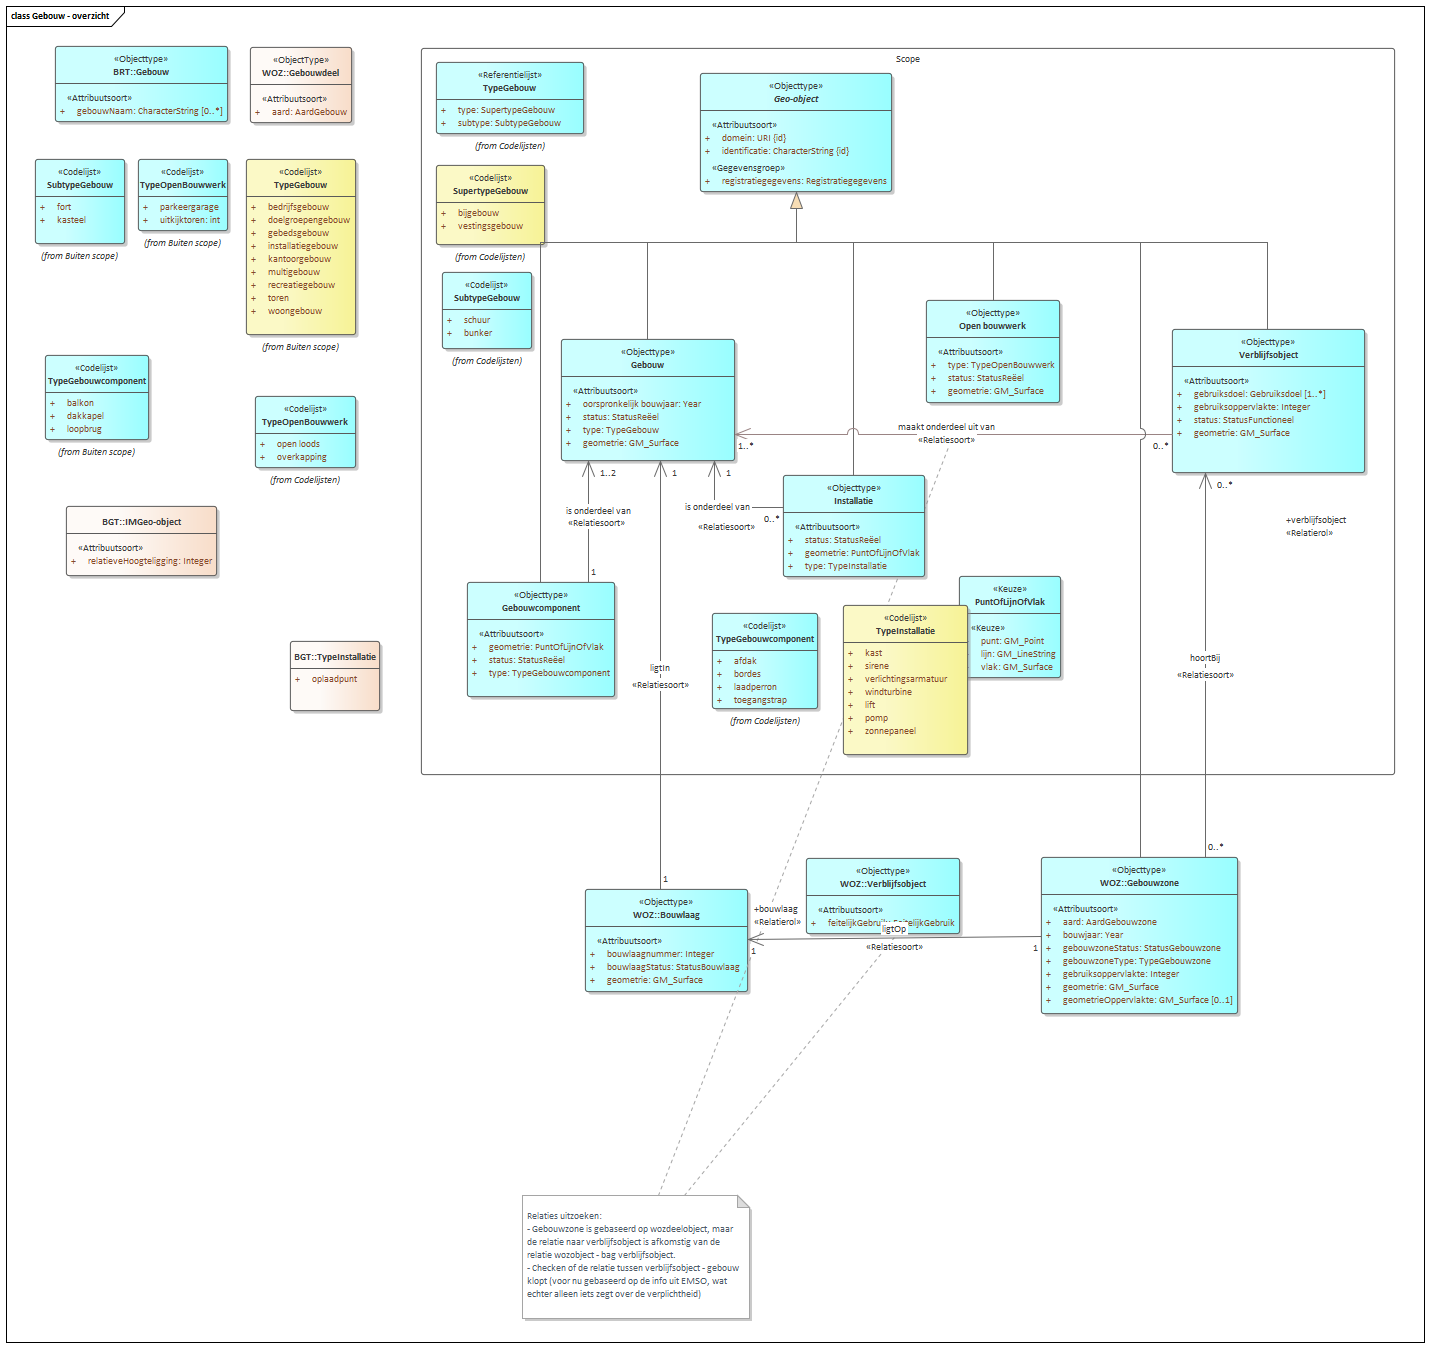 class Gebouw - overzicht
«Objecttype»
BRT::Gebouw
«Attribuutsoort»
+ gebouwNaam: CharacterString [0..*]
«ObjectType»
WOZ::Gebouwdeel
«Attribuutsoort»
+ aard: AardGebouw
«Codelijst»
SubtypeGebouw
+ fort
+ kasteel
(from Buiten scope)
«Codelijst»
TypeOpenBouwwerk
+ parkeergarage
+ uitkijktoren: int
(from Buiten scope)
«Codelijst»
TypeGebouw
+ bedrijfsgebouw
+ doelgroepengebouw
+ gebedsgebouw
+ installatiegebouw
+ kantoorgebouw
+ multigebouw
+ recreatiegebouw
+ toren
+ woongebouw
(from Buiten scope)
«Codelijst»
TypeGebouwcomponent
+ balkon
+ dakkapel
+ loopbrug
(from Buiten scope)
«Codelijst»
TypeOpenBouwwerk
+ open loods
+ overkapping
(from Codelijsten)
BGT::IMGeo-object
«Attribuutsoort»
+ relatieveHoogteligging: Integer
BGT::TypeInstallatie
+ oplaadpunt
Scope
«Referentielijst»
TypeGebouw
+ type: SupertypeGebouw
+ subtype: SubtypeGebouw
(from Codelijsten)
«Codelijst»
SupertypeGebouw
+ bijgebouw
+ vestingsgebouw
(from Codelijsten)
«Codelijst»
SubtypeGebouw
+ schuur
+ bunker
(from Codelijsten)
«Objecttype»
Geo-object
«Attribuutsoort»
+ domein: URI {id}
+ identificatie: CharacterString {id}
«Gegevensgroep»
+ registratiegegevens: Registratiegegevens
«Objecttype»
Gebouw
«Attribuutsoort»
+ oorspronkelijk bouwjaar: Year
+ status: StatusReëel
+ type: TypeGebouw
+ geometrie: GM_Surface
«Objecttype»
Open bouwwerk
«Attribuutsoort»
+ type: TypeOpenBouwwerk
+ status: StatusReëel
+ geometrie: GM_Surface
«Objecttype»
Verblijfsobject
«Attribuutsoort»
+ gebruiksdoel: Gebruiksdoel [1..*]
+ gebruiksoppervlakte: Integer
+ status: StatusFunctioneel
+ geometrie: GM_Surface
maakt onderdeel uit van
«Relatiesoort»
1..*
0..*
1..2
1
1
is onderdeel van
«Relatiesoort»
1
is onderdeel van
«Relatiesoort»
0..*
«Objecttype»
Installatie
«Attribuutsoort»
+ status: StatusReëel
+ geometrie: PuntOfLijnOfVlak
+ type: TypeInstallatie
0..*
+verblijfsobject
«Relatierol»
«Objecttype»
Gebouwcomponent
«Attribuutsoort»
+ geometrie: PuntOfLijnOfVlak
+ status: StatusReëel
+ type: TypeGebouwcomponent
ligtIn
«Relatiesoort»
«Codelijst»
TypeGebouwcomponent
+ afdak
+ bordes
+ laadperron
+ toegangstrap
(from Codelijsten)
«Codelijst»
TypeInstallatie
+ kast
+ sirene
+ verlichtingsarmatuur
+ windturbine
+ lift
+ pomp
+ zonnepaneel
«Keuze»
PuntOfLijnOfVlak
«Keuze»
punt: GM_Point
lijn: GM_LineString
vlak: GM_Surface
hoortBij
«Relatiesoort»
0..*
1
«Objecttype»
WOZ::Bouwlaag
«Attribuutsoort»
+ bouwlaagnummer: Integer
+ bouwlaagStatus: StatusBouwlaag
+ geometrie: GM_Surface
+bouwlaag
«Relatierol»
1
«Objecttype»
WOZ::Verblijfsobject
«Attribuutsoort»
+ feitelijkGebruik: FeitelijkGebruik
ligtOp
«Relatiesoort»
1
«Objecttype»
WOZ::Gebouwzone
«Attribuutsoort»
+ aard: AardGebouwzone
+ bouwjaar: Year
+ gebouwzoneStatus: StatusGebouwzone
+ gebouwzoneType: TypeGebouwzone
+ gebruiksoppervlakte: Integer
+ geometrie: GM_Surface
+ geometrieOppervlakte: GM_Surface [0..1]
Relaties uitzoeken:
- Gebouwzone is gebaseerd op wozdeelobject, maar
de relatie naar verblijfsobject is afkomstig van de
relatie wozobject - bag verblijfsobject.
- Checken of de relatie tussen verblijfsobject - gebouw
klopt (voor nu gebaseerd op de info uit EMSO, wat
echter alleen iets zegt over de verplichtheid)